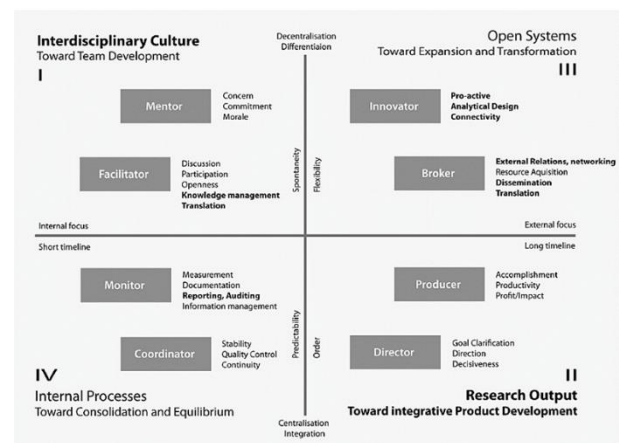 Interdisciplinary Culture
Toward Team Development
I
Decentralisation
Differentiaion
Open Systems
Toward Expansion and Transformation
III
Mentor
Concern
Commitment
Morale
Innovator
Pro-active
Analytical Design
Connectivity
Facilitator
Discussion
Participation
Openness
Knowledge management
Translation
Spontaneity
Flexibility
Broker
External Relations, networking
Resource Aquisition
Dissemination
Translation
Internal focus
External focus
Short timeline
Long timeline
Monitor
Measurement
Documentation
Reporting, Auditing
Information management
Producer
Accomplishment
Productivity
Profit/Impact
Predictability
Order
Coordinator
Stability
Quality Control
Continuity
Director
Goal Clarification
Direction
Decisiveness
IV
Internal Processes
Toward Consolidation and Equilibrium
II
Research Output
Toward integrative Product Development
Centralisation
Integration